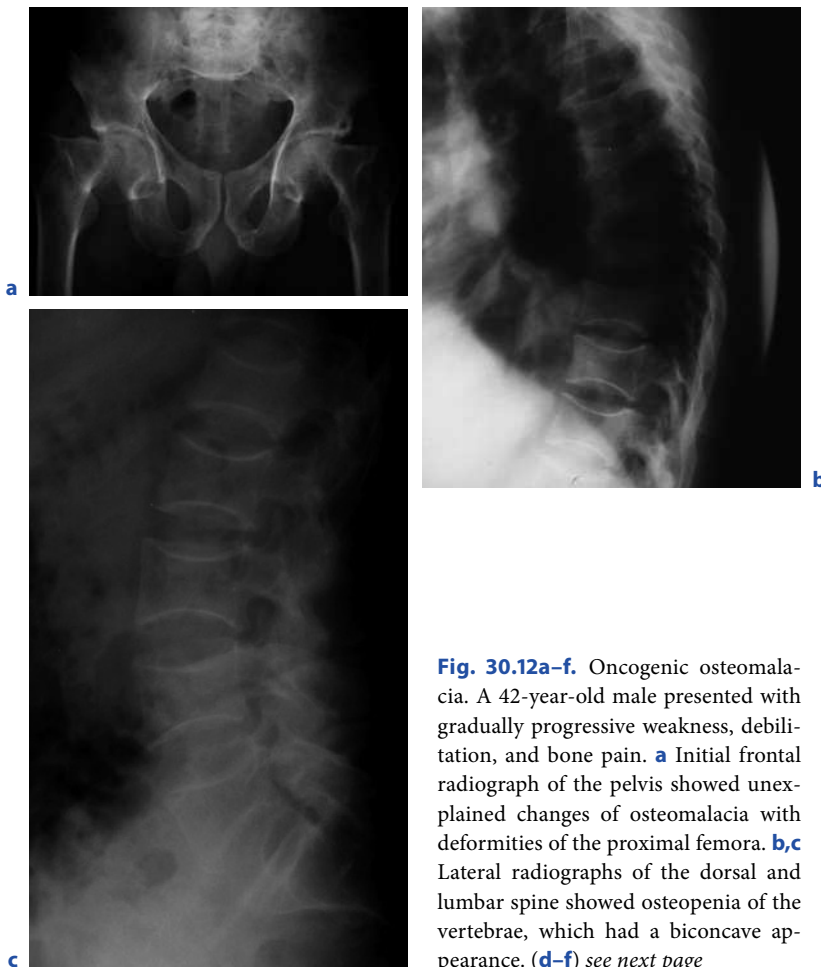 a
b
c
Fig. 30.12a–f. Oncogenic osteomala-
cia. A 42-year-old male presented with
gradually progressive weakness, debili-
tation, and bone pain. a Initial frontal
radiograph of the pelvis showed unex-
plained changes of osteomalacia with
deformities of the proximal femora. b,c
Lateral radiographs of the dorsal and
lumbar spine showed osteopenia of the
vertebrae, which had a biconcave ap-
pearance. (d–f) see next page